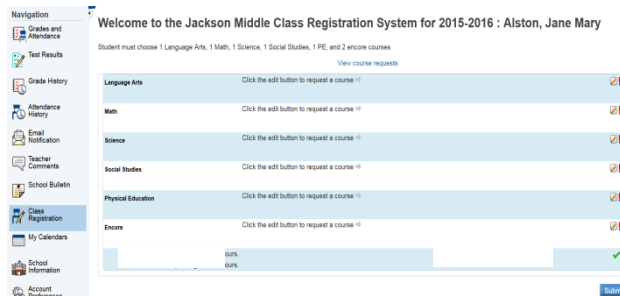 Navigation
Grades and
Attendance
Test Results
Grade History
Attendance
History
Email
Notification
Teacher
Comments
School Bulletin
Class
Registration
My Calendars
School
Information
Account
Preferences
Welcome to the Jackson Middle Class Registration System for 2015-2016 : Alston, Jane Mary
Student must choose 1 Language Arts, 1 Math, 1 Science, 1 Social Studies, 1 PE, and 2 encore courses
View course requests
Language Arts Click the edit button to request a course
Math Click the edit button to request a course
Science Click the edit button to request a course
Social Studies Click the edit button to request a course
Physical Education Click the edit button to request a course
Encore Click the edit button to request a course
ours.
ours.
Subm